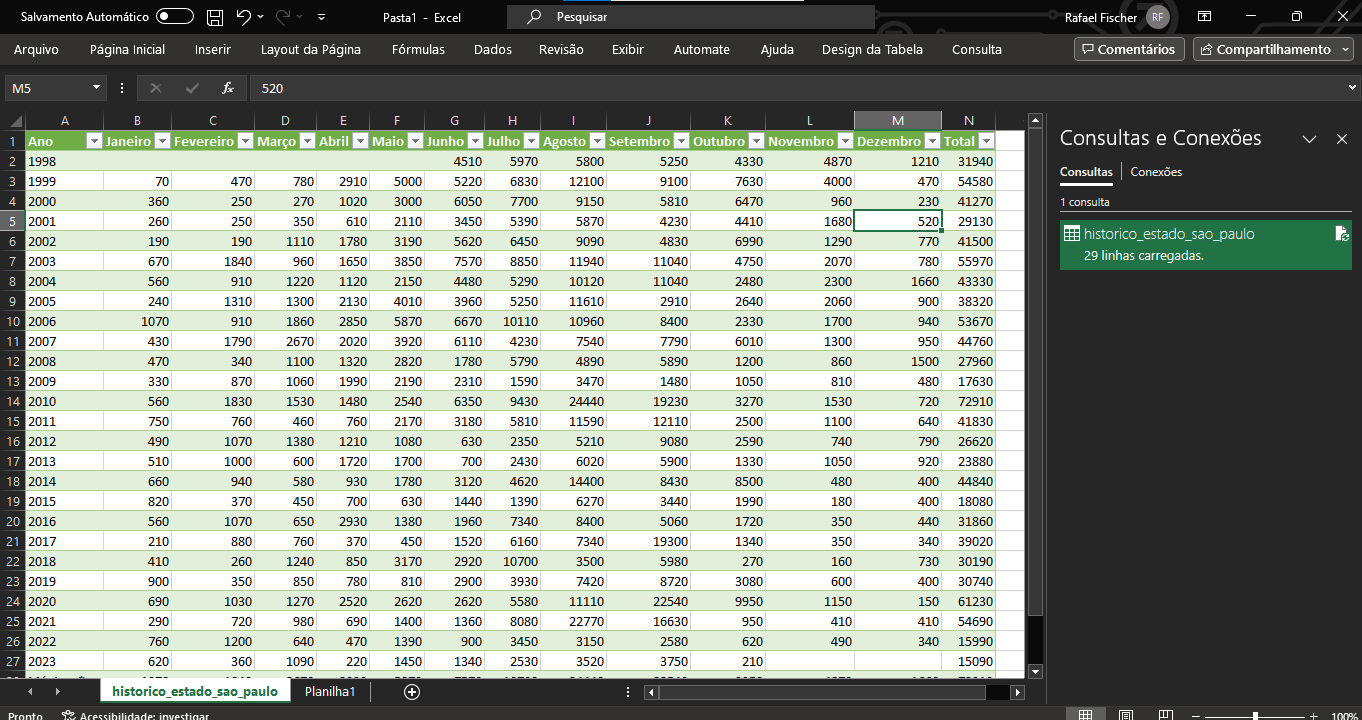 Salvamento Automático
Pasta1 - Excel
Pesquisar
Rafael Fischer
RF
Arquivo Página Inicial Inserir Layout da Página Fórmulas Dados Revisão Exibir Automate Ajuda Design da Tabela Consulta
Comentários
Compartilhamento
M5 fx 520
A B C D E F G H I J K L M N
1 Ano Janeiro Fevereiro Março Abril Maio Junho Julho Agosto Setembro Outubro Novembro Dezembro Total
2 1998 4510 5970 5800 5250 4330 4870 1210 31940
3 1999 70 470 780 2910 5000 5220 6830 12100 9100 7630 4000 470 54580
4 2000 360 250 270 1020 3000 6050 7700 9150 5810 6470 960 230 41270
5 2001 260 250 350 610 2110 3450 5390 5870 4230 4410 1680 520 29130
6 2002 190 190 1110 1780 3190 5620 6450 9090 4830 6990 1290 770 41500
7 2003 670 1840 960 1650 3850 7570 8850 11940 11040 4750 2070 780 55970
8 2004 560 910 1220 1120 2150 4480 5290 10120 11040 2480 2300 1660 43330
9 2005 240 1310 1300 2130 4010 3960 5250 11610 2910 2640 2060 900 38320
10 2006 1070 910 1860 2850 5870 6670 10110 10960 8400 2330 1700 940 53670
11 2007 430 1790 2670 2020 3920 6110 4230 7540 7790 6010 1300 950 44760
12 2008 470 340 1100 1320 2820 1780 5790 4890 5890 1200 860 1500 27960
13 2009 330 870 1060 1990 2190 2310 1590 3470 1480 1050 810 480 17630
14 2010 560 1830 1530 1480 2540 6350 9430 24440 19230 3270 1530 720 72910
15 2011 750 760 460 760 2170 3180 5810 11590 12110 2500 1100 640 41830
16 2012 490 1070 1380 1210 1080 630 2350 5210 9080 2590 740 790 26620
17 2013 510 1000 600 1720 1700 700 2430 6020 5900 1330 1050 920 23880
18 2014 660 940 580 930 1780 3120 4620 14400 8430 8500 480 400 44840
19 2015 820 370 450 700 630 1440 1390 6270 3440 1990 180 400 18080
20 2016 560 1070 650 2930 1380 1960 7340 8400 5060 1720 350 440 31860
21 2017 210 880 760 370 450 1520 6160 7340 19300 1340 350 340 39020
22 2018 410 260 1240 850 3170 2920 10700 3500 5980 270 160 730 30190
23 2019 900 350 850 780 810 2900 3930 7420 8720 3080 600 400 30740
24 2020 690 1030 1270 2520 2620 2620 5580 11110 22540 9950 1150 150 61230
25 2021 290 720 980 690 1400 1360 8080 22770 16630 950 410 410 54690
26 2022 760 1200 640 470 1390 900 3450 3150 2580 620 490 340 15990
27 2023 620 360 1090 220 1450 1340 2530 3520 3750 210 15090
historico_estado_sao_paulo Planilha1
Pronto Acessibilidade: investigar
100%
Consultas e Conexões
Consultas Conexões
1 consulta
historico_estado_sao_paulo
29 linhas carregadas.